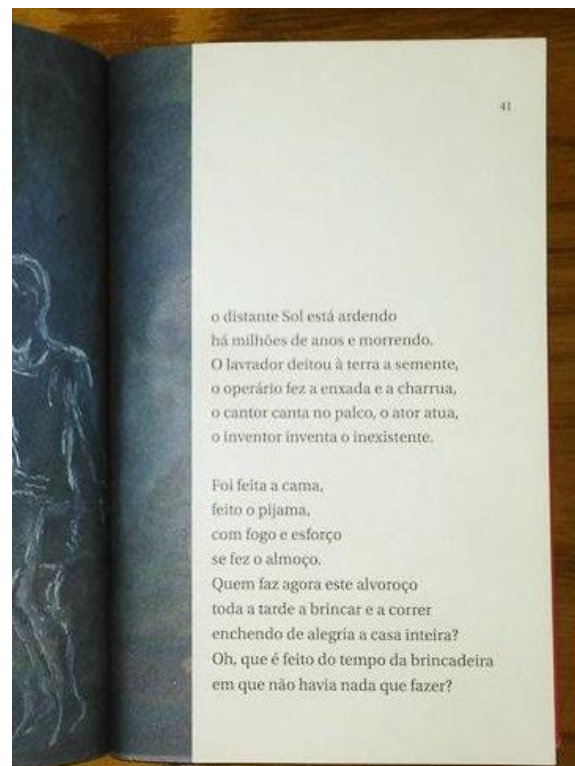 41
o distante Sol está ardendo
há milhões de anos e morrendo.
O lavrador deitou à terra a semente,
o operário fez a enxada e a charrua,
o cantor canta no palco, o ator atua,
o inventor inventa o inexistente.
Foi feita a cama,
feito o pijama,
com fogo e esforço
se fez o almoço.
Quem faz agora este alvoroço
toda a tarde a brincar e a correr
enchendo de alegria a casa inteira?
Oh, que é feito do tempo da brincadeira
em que não havia nada que fazer?